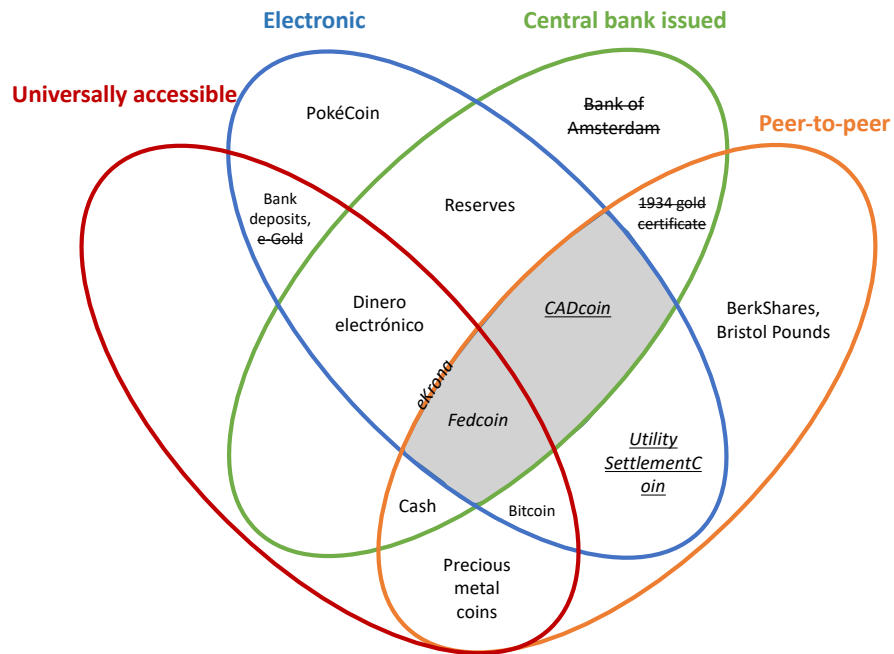 Electronic
Central bank issued
Universally accessible
Peer-to-peer
PokéCoin
Bank of
Amsterdam
Bank
deposits,
e-Gold
Reserves
1934 gold
certificate
Dinero
electrónico
CADcoin
BerkShares,
Bristol Pounds
eKrona
Fedcoin
Utility
SettlementC
oin
Cash
Bitcoin
Precious
metal
coins